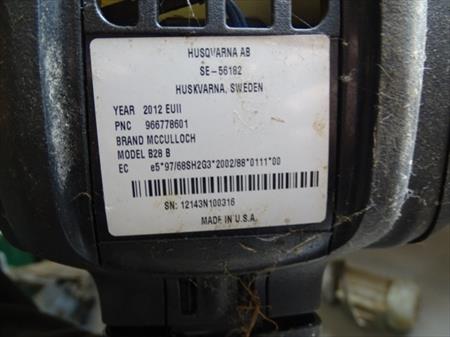 HUSQVARNA AB
SE-56182
HUSKVARNA, SWEDEN
YEAR 2012 EUII
PNC 966778601
BRAND MCCULLOCH
MODEL B28 B
EC e5*97/68SH2G3*2002/88*0111*00
SN: 12143N100316
MADE IN U.S.A.